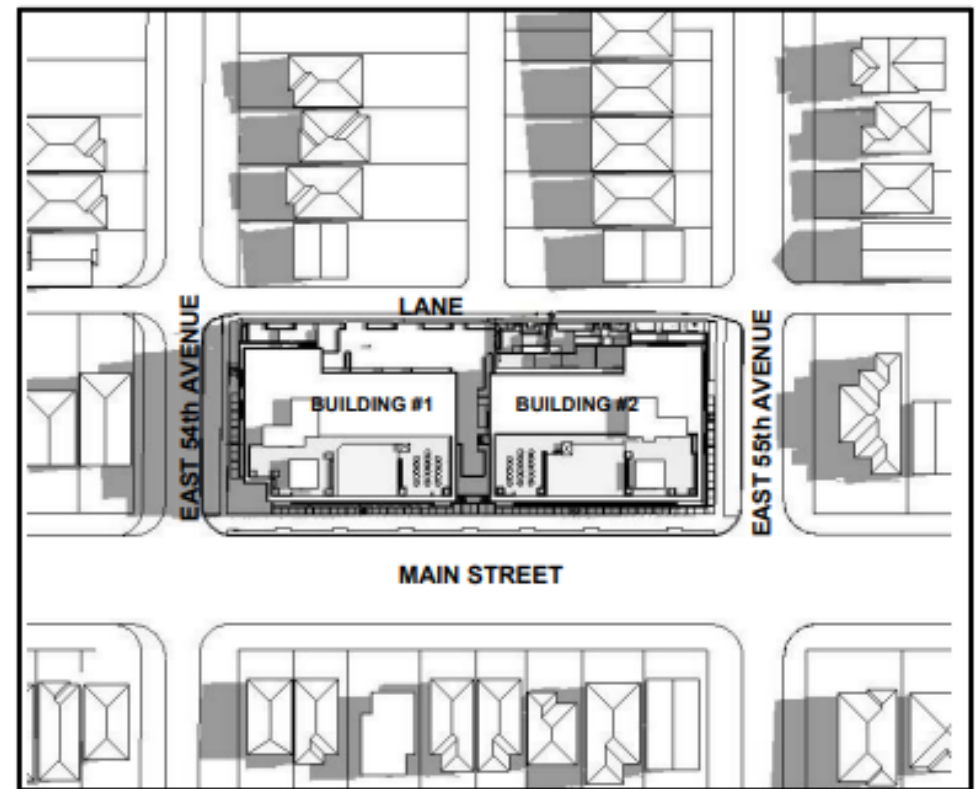 LANE
EAST 54th AVENUE
BUILDING #1
BUILDING #2
EAST 55th AVENUE
MAIN STREET